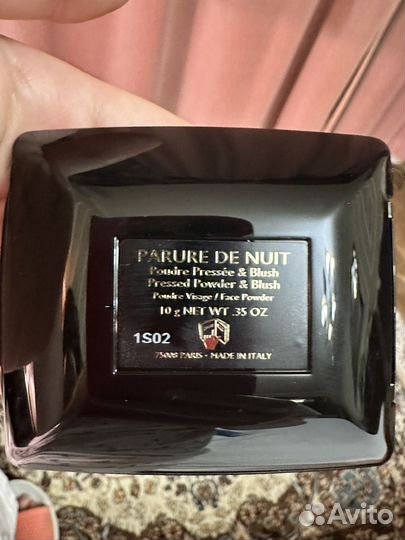 PARURE DE NUIT
Poudre Pressée & Blush
Pressed Powder & Blush
Poudre Visage / Face Powder
10 g NET WT .35 OZ
1S02
75008 PARIS - MADE IN ITALY
Avito